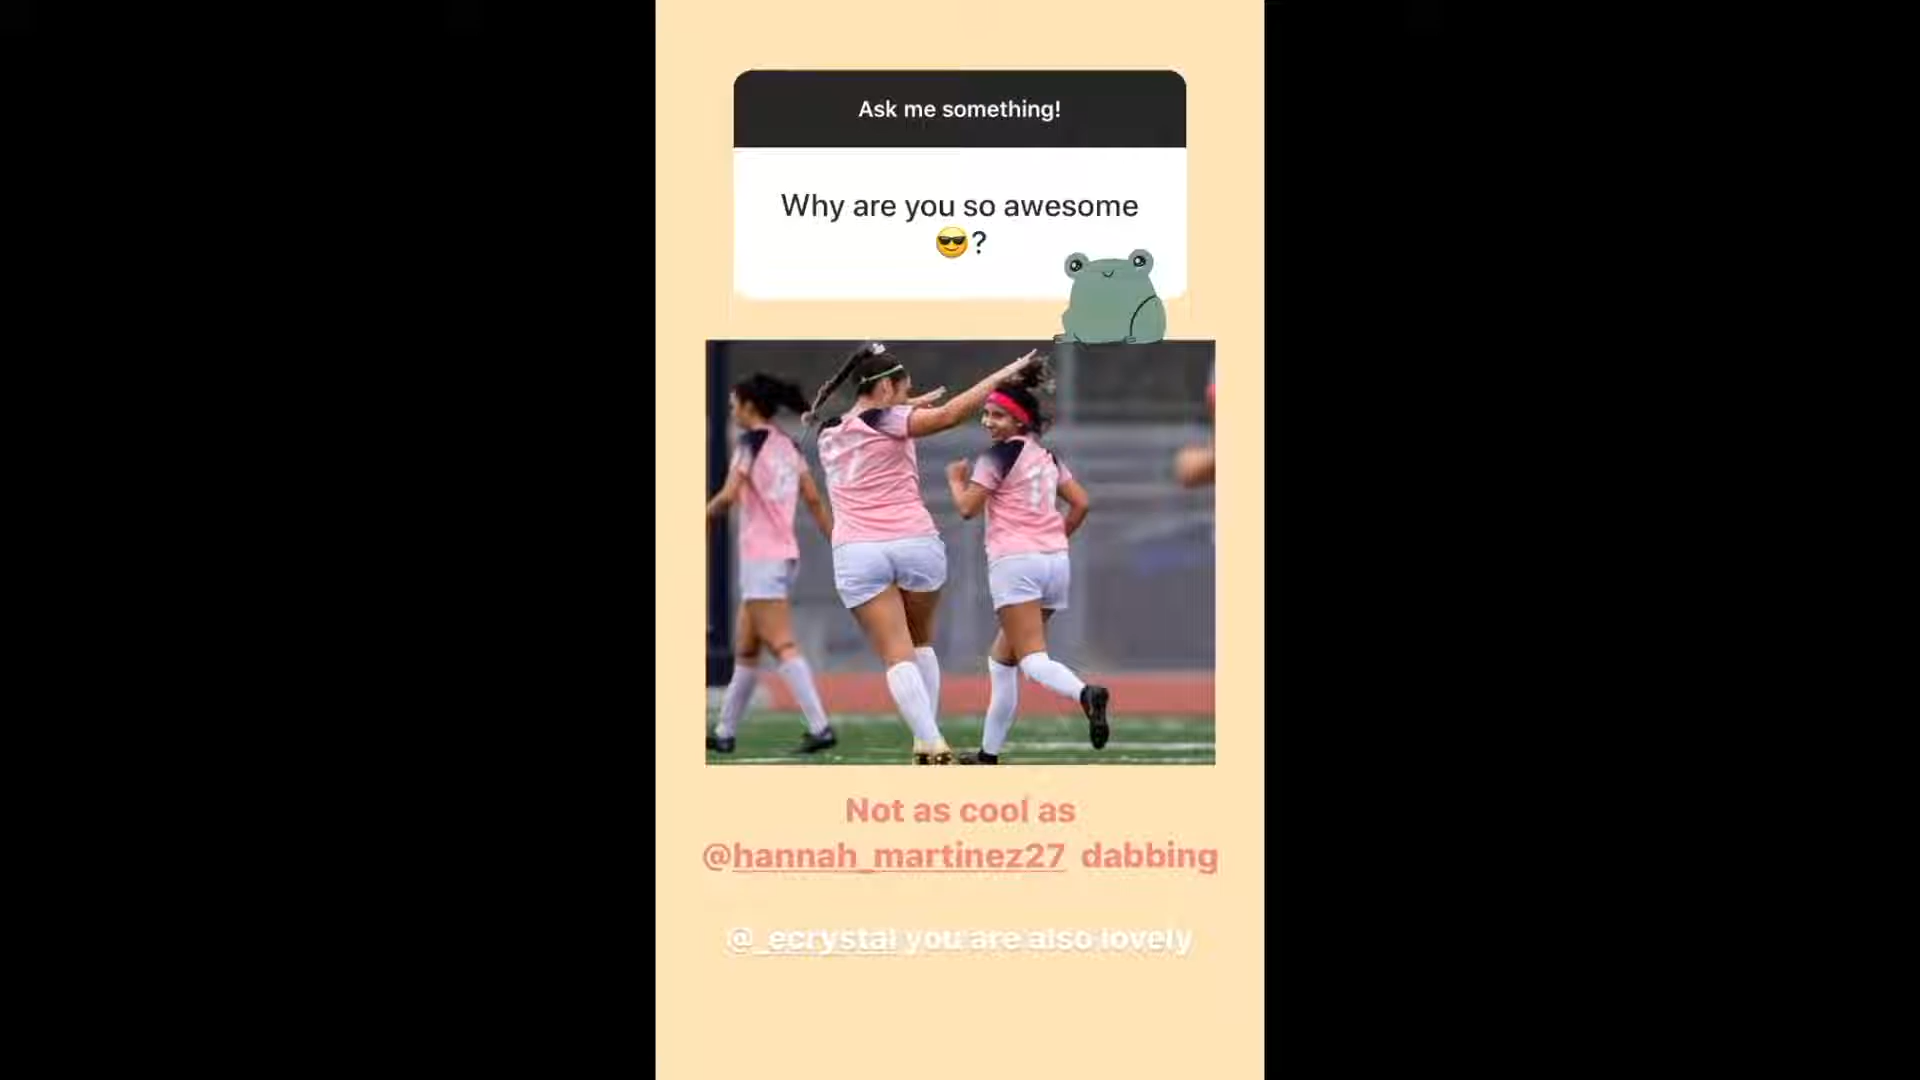 Ask me something!
Why are you so awesome
😎?
11
Not as cool as
@hannah_martinez27 dabbing
@_ecrystal you are also lovely